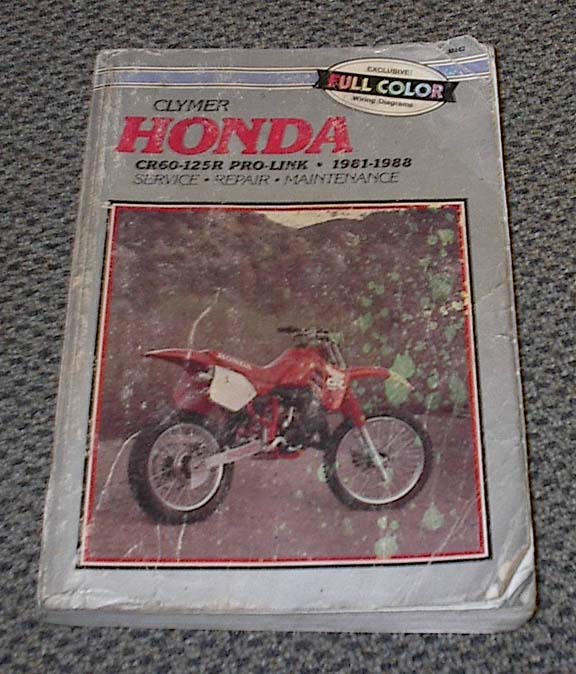 EXCLUSIVE!
FULL COLOR
Wiring Diagrams
CLYMER
HONDA
CR60-125R PRO-LINK • 1981-1988
SERVICE • REPAIR • MAINTENANCE